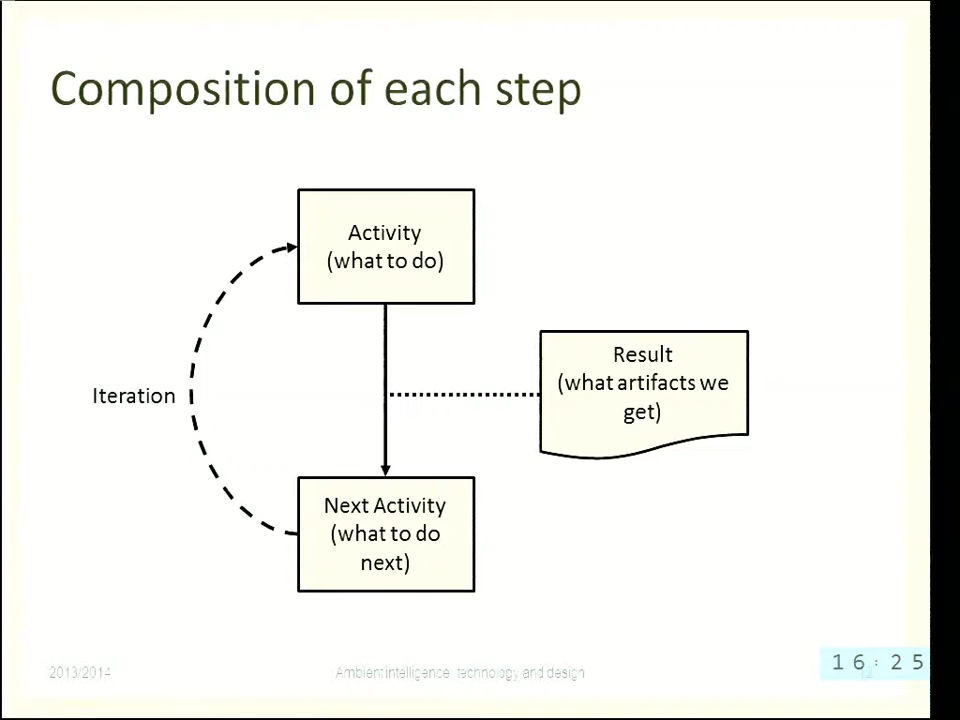 Composition of each step
Activity
(what to do)
Result
(what artifacts we
get)
Iteration
Next Activity
(what to do
next)
2013/2014
Ambient intelligence: technology and design
16:25